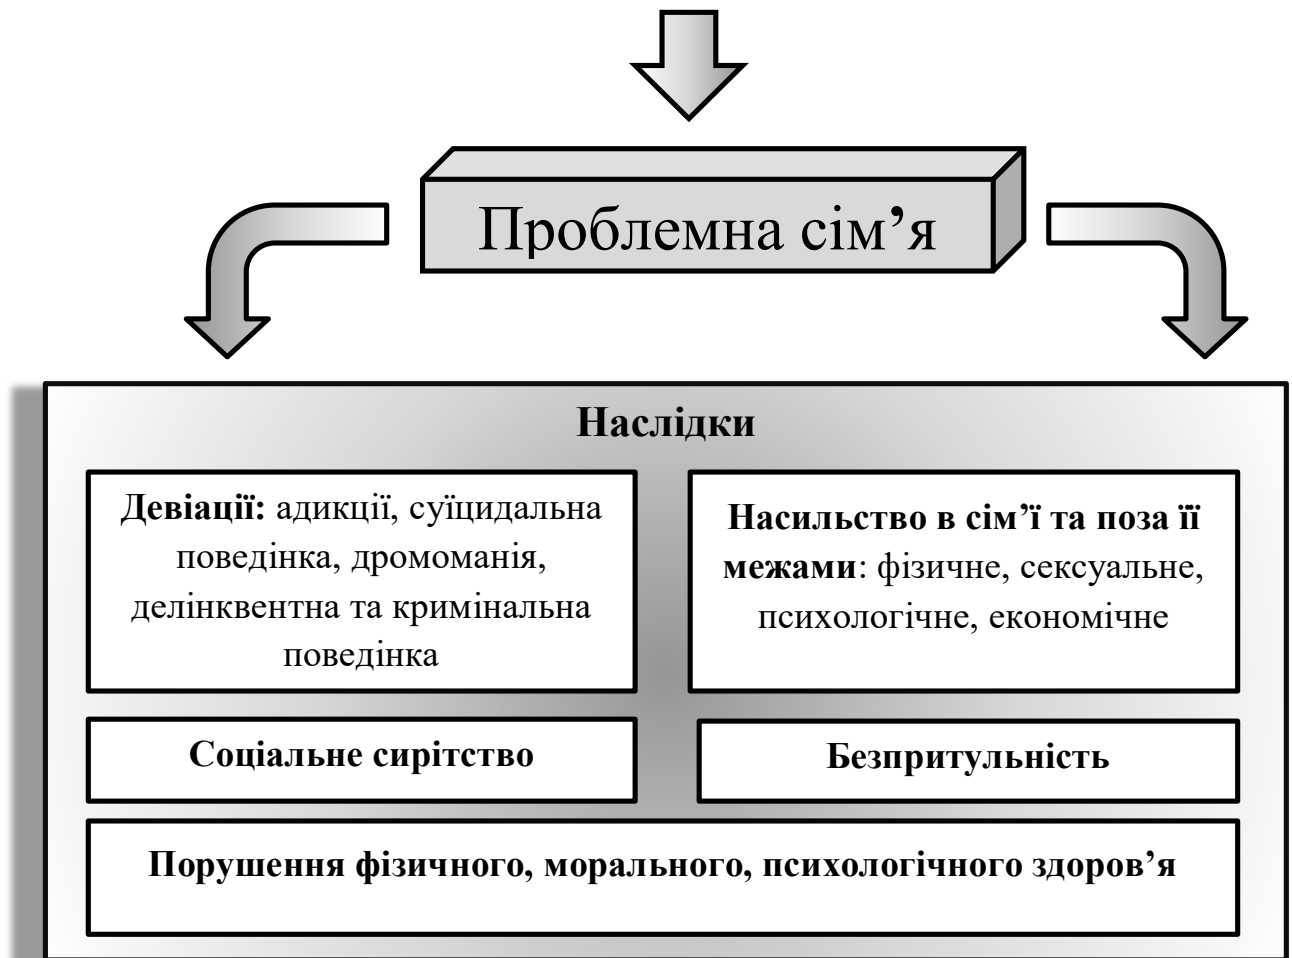 Проблемна сім’я
Наслідки
Девіації: адикції, суїцидальна
поведінка, дромоманія,
делінквентна та кримінальна
поведінка
Насильство в сім’ї та поза її
межами: фізичне, сексуальне,
психологічне, економічне
Соціальне сирітство
Безпритульність
Порушення фізичного, морального, психологічного здоров’я